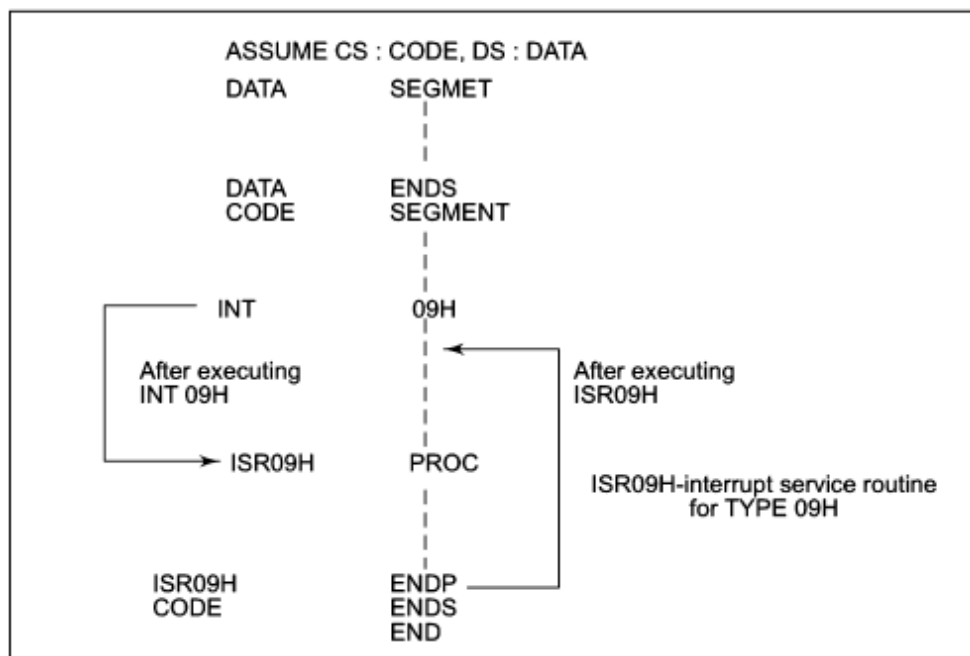 ASSUME CS : CODE, DS : DATA
DATA SEGMET
DATA ENDS
CODE SEGMENT
INT 09H
After executing
INT 09H
After executing
ISR09H
ISR09H PROC
ISR09H-interrupt service routine
for TYPE 09H
ISR09H ENDP
CODE ENDS
END